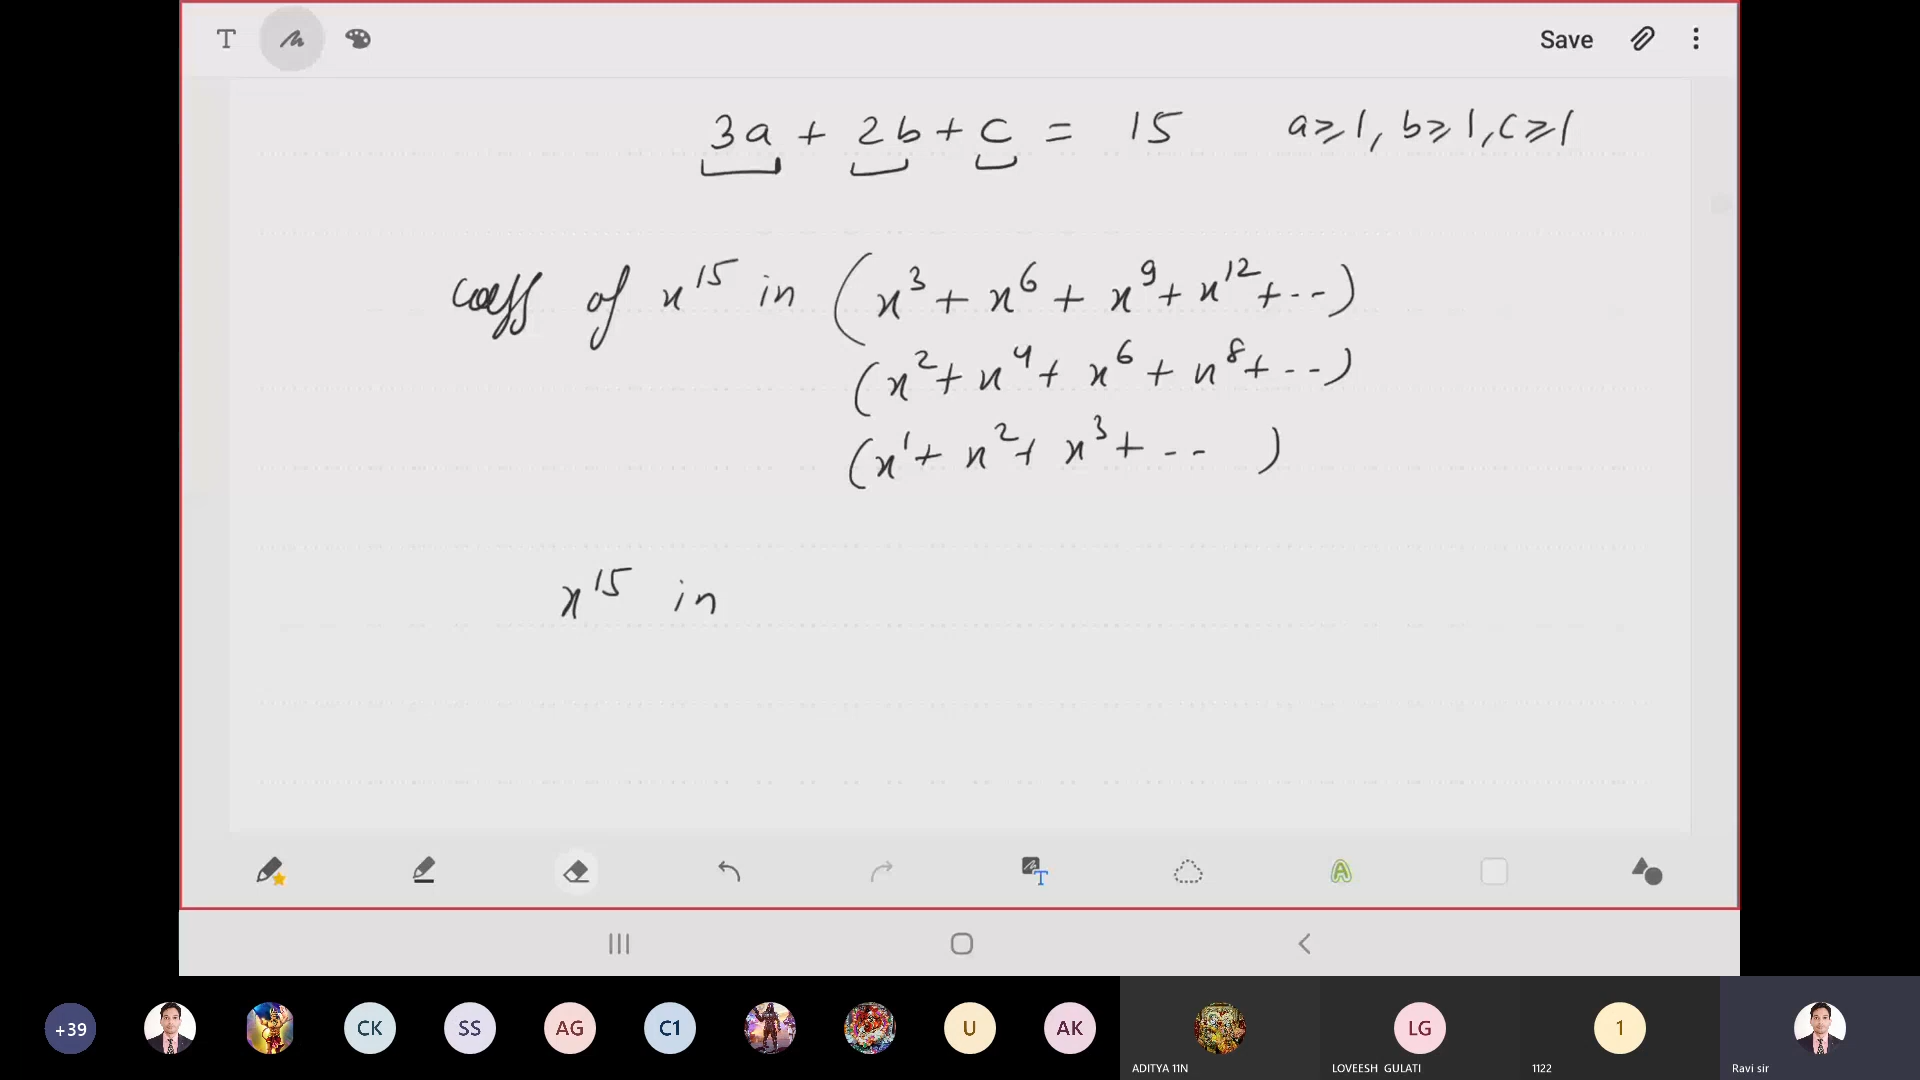 T Save
3a + 2b + c = 15 a ≥ 1, b ≥ 1, c ≥ 1
coeff of x^15 in (x^3 + x^6 + x^9 + x^12 + ---)
(x^2 + x^4 + x^6 + x^8 + ---)
(x^1 + x^2 + x^3 + -- )
x^15 in
+39 CK SS AG C1 U AK LG 1
ADITYA 11N LOVEESH GULATI 1122 Ravi sir